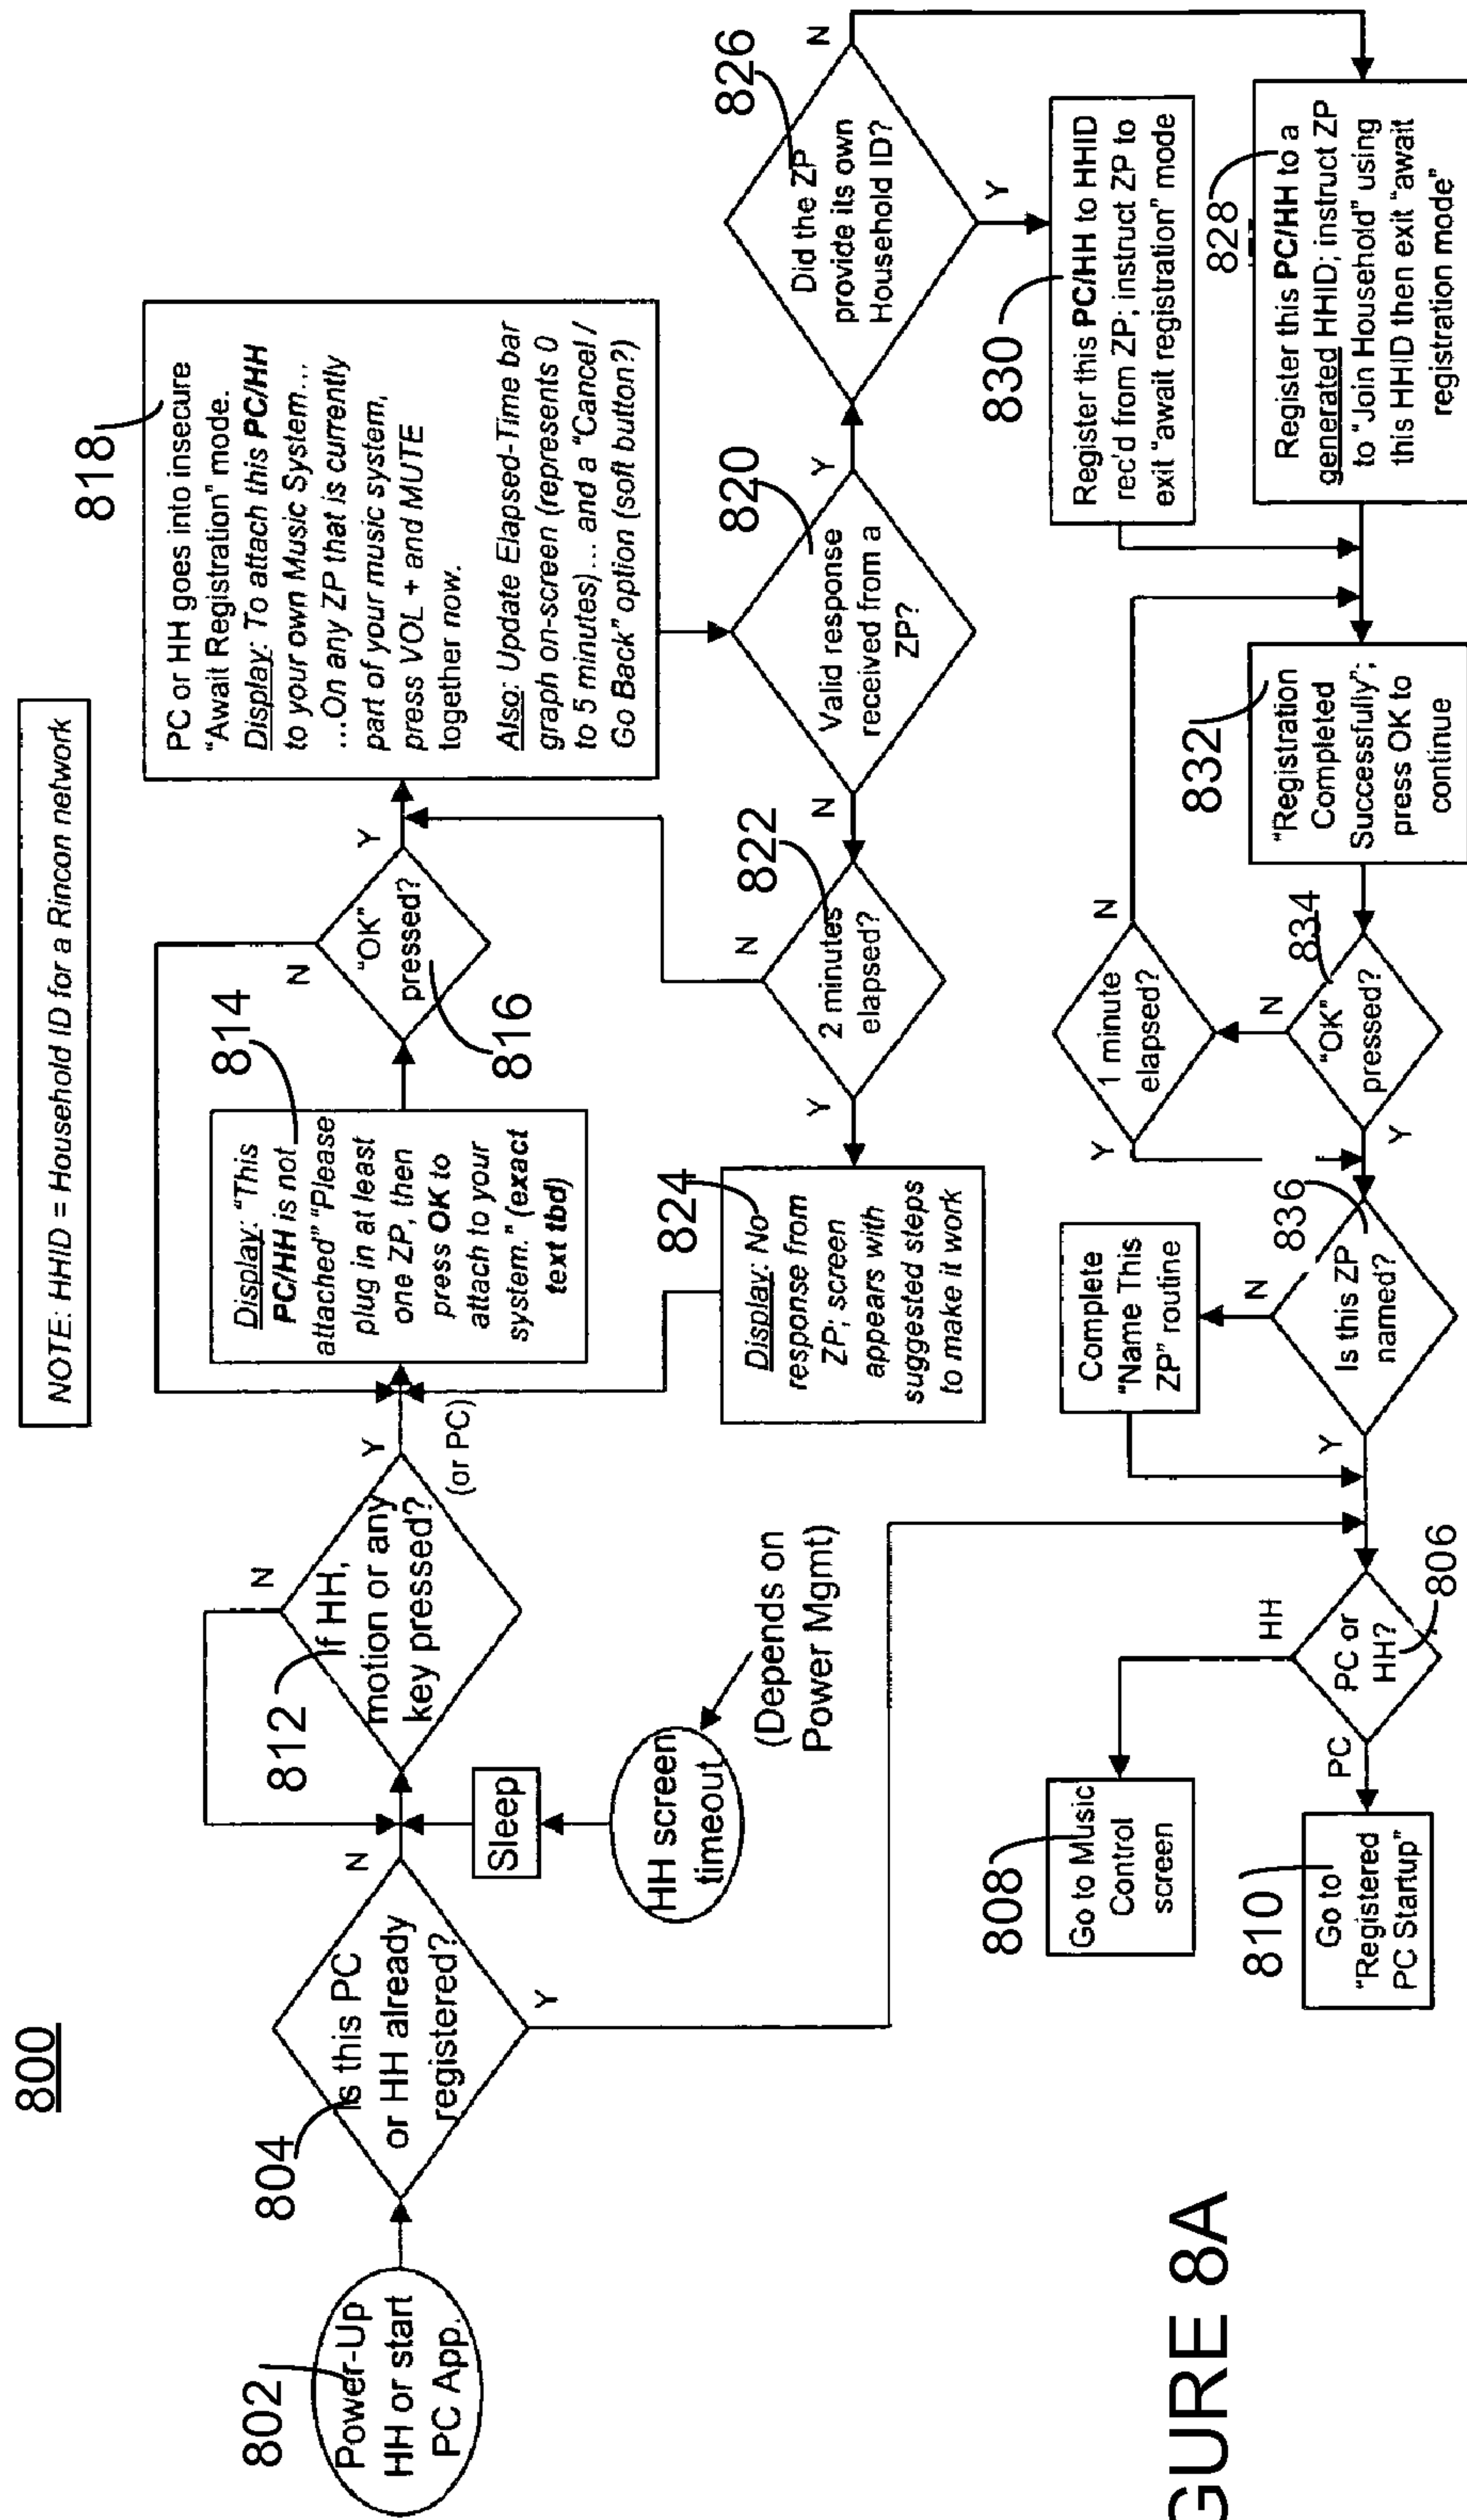 800
NOTE: HHID = Household ID for a Rincon network
802
Power-Up
HH or start
PC App.
804
Is this PC
or HH already
registered?
N
Y
Sleep
HH screen
timeout
(Depends on
Power Mgmt)
812
If HH,
motion or any
key pressed?
N
Y
(or PC)
814
Display: "This
PC/HH is not
attached" "Please
plug in at least
one ZP, then
press OK to
attach to your
system." (exact
text tbd)
816
"OK"
pressed?
N
Y
818
PC or HH goes into insecure
"Await Registration" mode.
Display: To attach this PC/HH
to your own Music System...
...On any ZP that is currently
part of your music system,
press VOL + and MUTE
together now.
Also: Update Elapsed-Time bar
graph on-screen (represents 0
to 5 minutes)... and a "Cancel /
Go Back" option (soft button?)
820
Valid response
received from a
ZP?
N
Y
822
2 minutes
elapsed?
N
Y
824
Display: No
response from
ZP; screen
appears with
suggested steps
to make it work
826
Did the ZP
provide its own
Household ID?
N
Y
830
Register this PC/HH to HHID
rec'd from ZP; instruct ZP to
exit "await registration" mode
828
Register this PC/HH to a
generated HHID; instruct ZP
to "Join Household" using
this HHID then exit "await
registration mode"
832
"Registration
Completed
Successfully";
press OK to
continue
834
"OK"
pressed?
N
Y
1 minute
elapsed?
N
Y
836
Is this ZP
named?
N
Y
Complete
"Name This
ZP" routine
806
PC or
HH?
HH
PC
808
Go to Music
Control
screen
810
Go to
"Registered
PC Startup"
GURE 8A